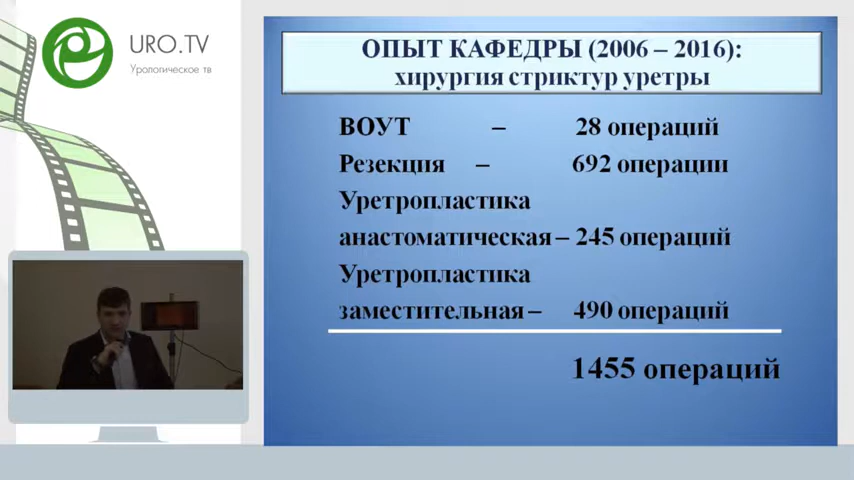 URO.TV
Урологическое тв
ОПЫТ КАФЕДРЫ (2006 – 2016):
хирургия стриктур уретры
ВОУТ – 28 операций
Резекция – 692 операции
Уретропластика
анастоматическая – 245 операций
Уретропластика
заместительная – 490 операций
1455 операций